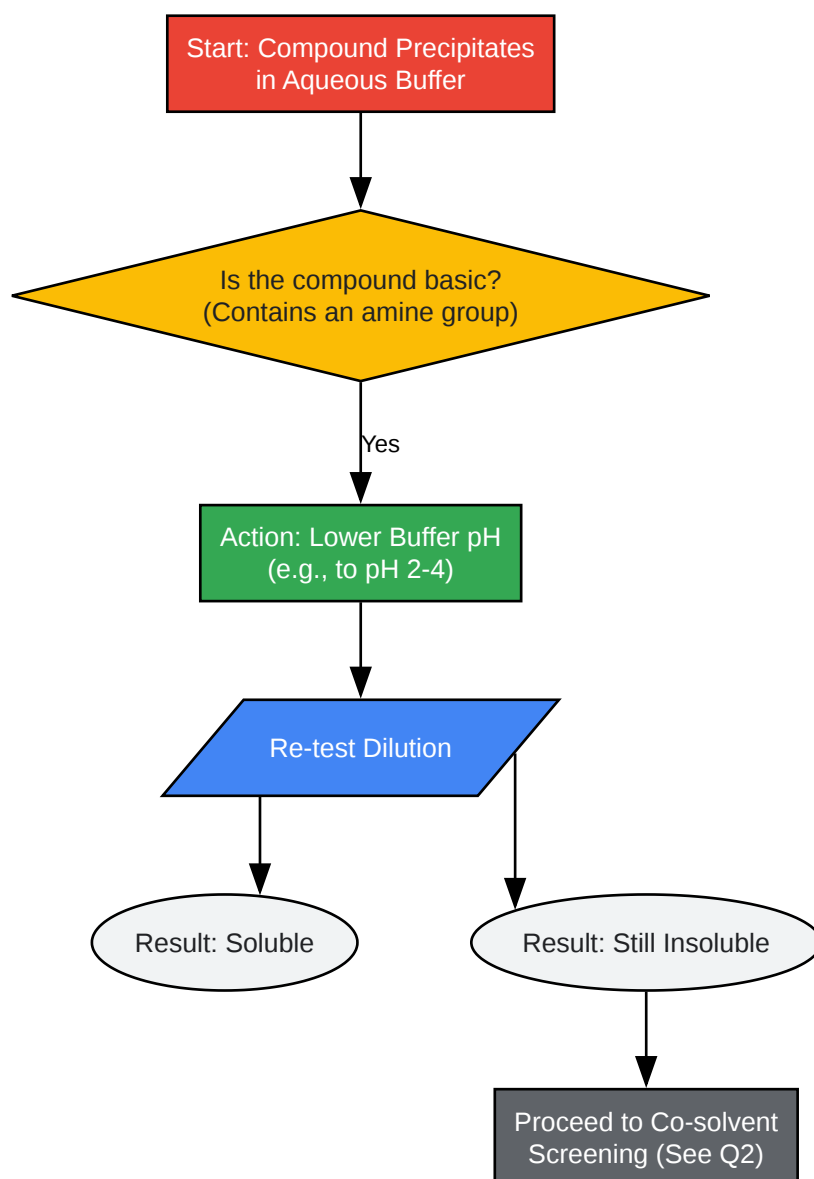 Start: Compound Precipitates
in Aqueous Buffer
Is the compound basic?
(Contains an amine group)
Yes
Action: Lower Buffer pH
(e.g., to pH 2-4)
Re-test Dilution
Result: Soluble
Result: Still Insoluble
Proceed to Co-solvent
Screening (See Q2)